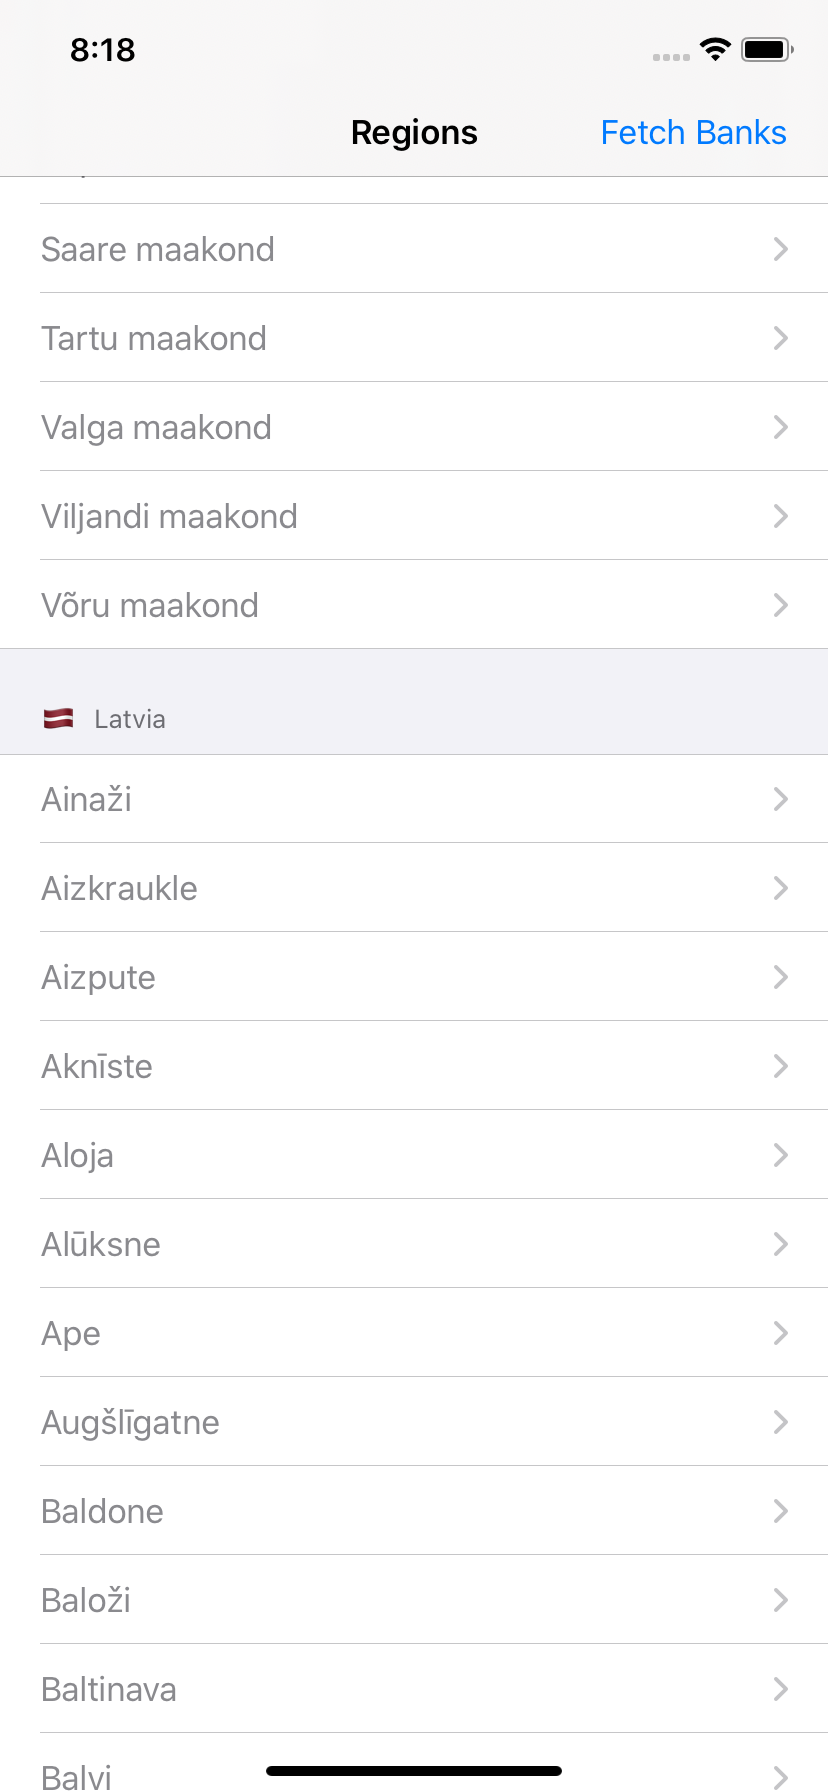 8:18
Regions
Fetch Banks
Saare maakond
Tartu maakond
Valga maakond
Viljandi maakond
Võru maakond
Latvia
Ainaži
Aizkraukle
Aizpute
Aknīste
Aloja
Alūksne
Ape
Augšlīgatne
Baldone
Baloži
Baltinava
Balvi